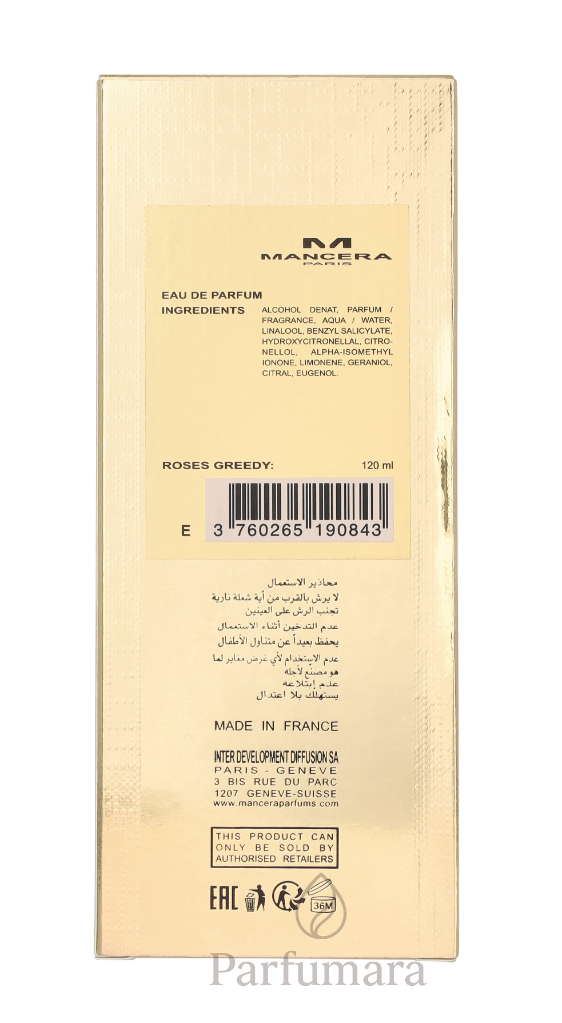 M
MANCERA
PARIS
EAU DE PARFUM
INGREDIENTS
ALCOHOL DENAT, PARFUM /
FRAGRANCE, AQUA / WATER,
LINALOOL, BENZYL SALICYLATE,
HYDROXYCITRONELLAL, CITRO-
NELLOL, ALPHA-ISOMETHYL
IONONE, LIMONENE, GERANIOL,
CITRAL, EUGENOL.
ROSES GREEDY: 120 ml
E 3 760265 190843
محاذير الاستعمال
لا يرش بالقرب من أية شعلة نارية
تجنب الرش على العينين
عدم التدخين أثناء الاستعمال
يحفظ بعيداً عن متناول الأطفال
عدم الاستخدام لأي غرض مغاير لما
هو مصنع لأجله
عدم إبتلاعه
يستهلك بلا اعتدال
MADE IN FRANCE
INTER DEVELOPMENT DIFFUSION SA
PARIS - GENEVE
3 BIS RUE DU PARC
1207 GENEVE-SUISSE
www.manceraparfums.com
THIS PRODUCT CAN
ONLY BE SOLD BY
AUTHORISED RETAILERS
EAC
36M
Parfumara